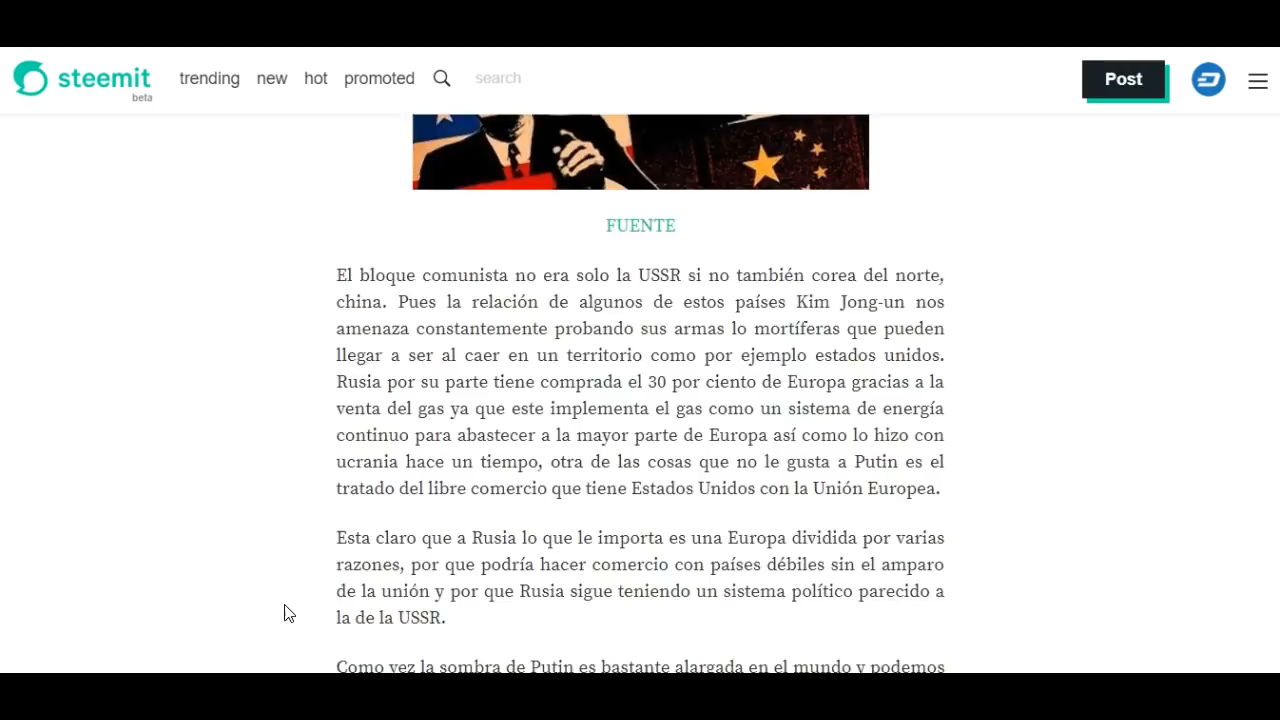 steemit
beta
trending new hot promoted search
Post
FUENTE
El bloque comunista no era solo la USSR si no también corea del norte,
china. Pues la relación de algunos de estos países Kim Jong-un nos
amenaza constantemente probando sus armas lo mortíferas que pueden
llegar a ser al caer en un territorio como por ejemplo estados unidos.
Rusia por su parte tiene comprada el 30 por ciento de Europa gracias a la
venta del gas ya que este implementa el gas como un sistema de energía
continuo para abastecer a la mayor parte de Europa así como lo hizo con
ucrania hace un tiempo, otra de las cosas que no le gusta a Putin es el
tratado del libre comercio que tiene Estados Unidos con la Unión Europea.
Esta claro que a Rusia lo que le importa es una Europa dividida por varias
razones, por que podría hacer comercio con países débiles sin el amparo
de la unión y por que Rusia sigue teniendo un sistema político parecido a
la de la USSR.
Como vez la sombra de Putin es bastante alargada en el mundo y podemos